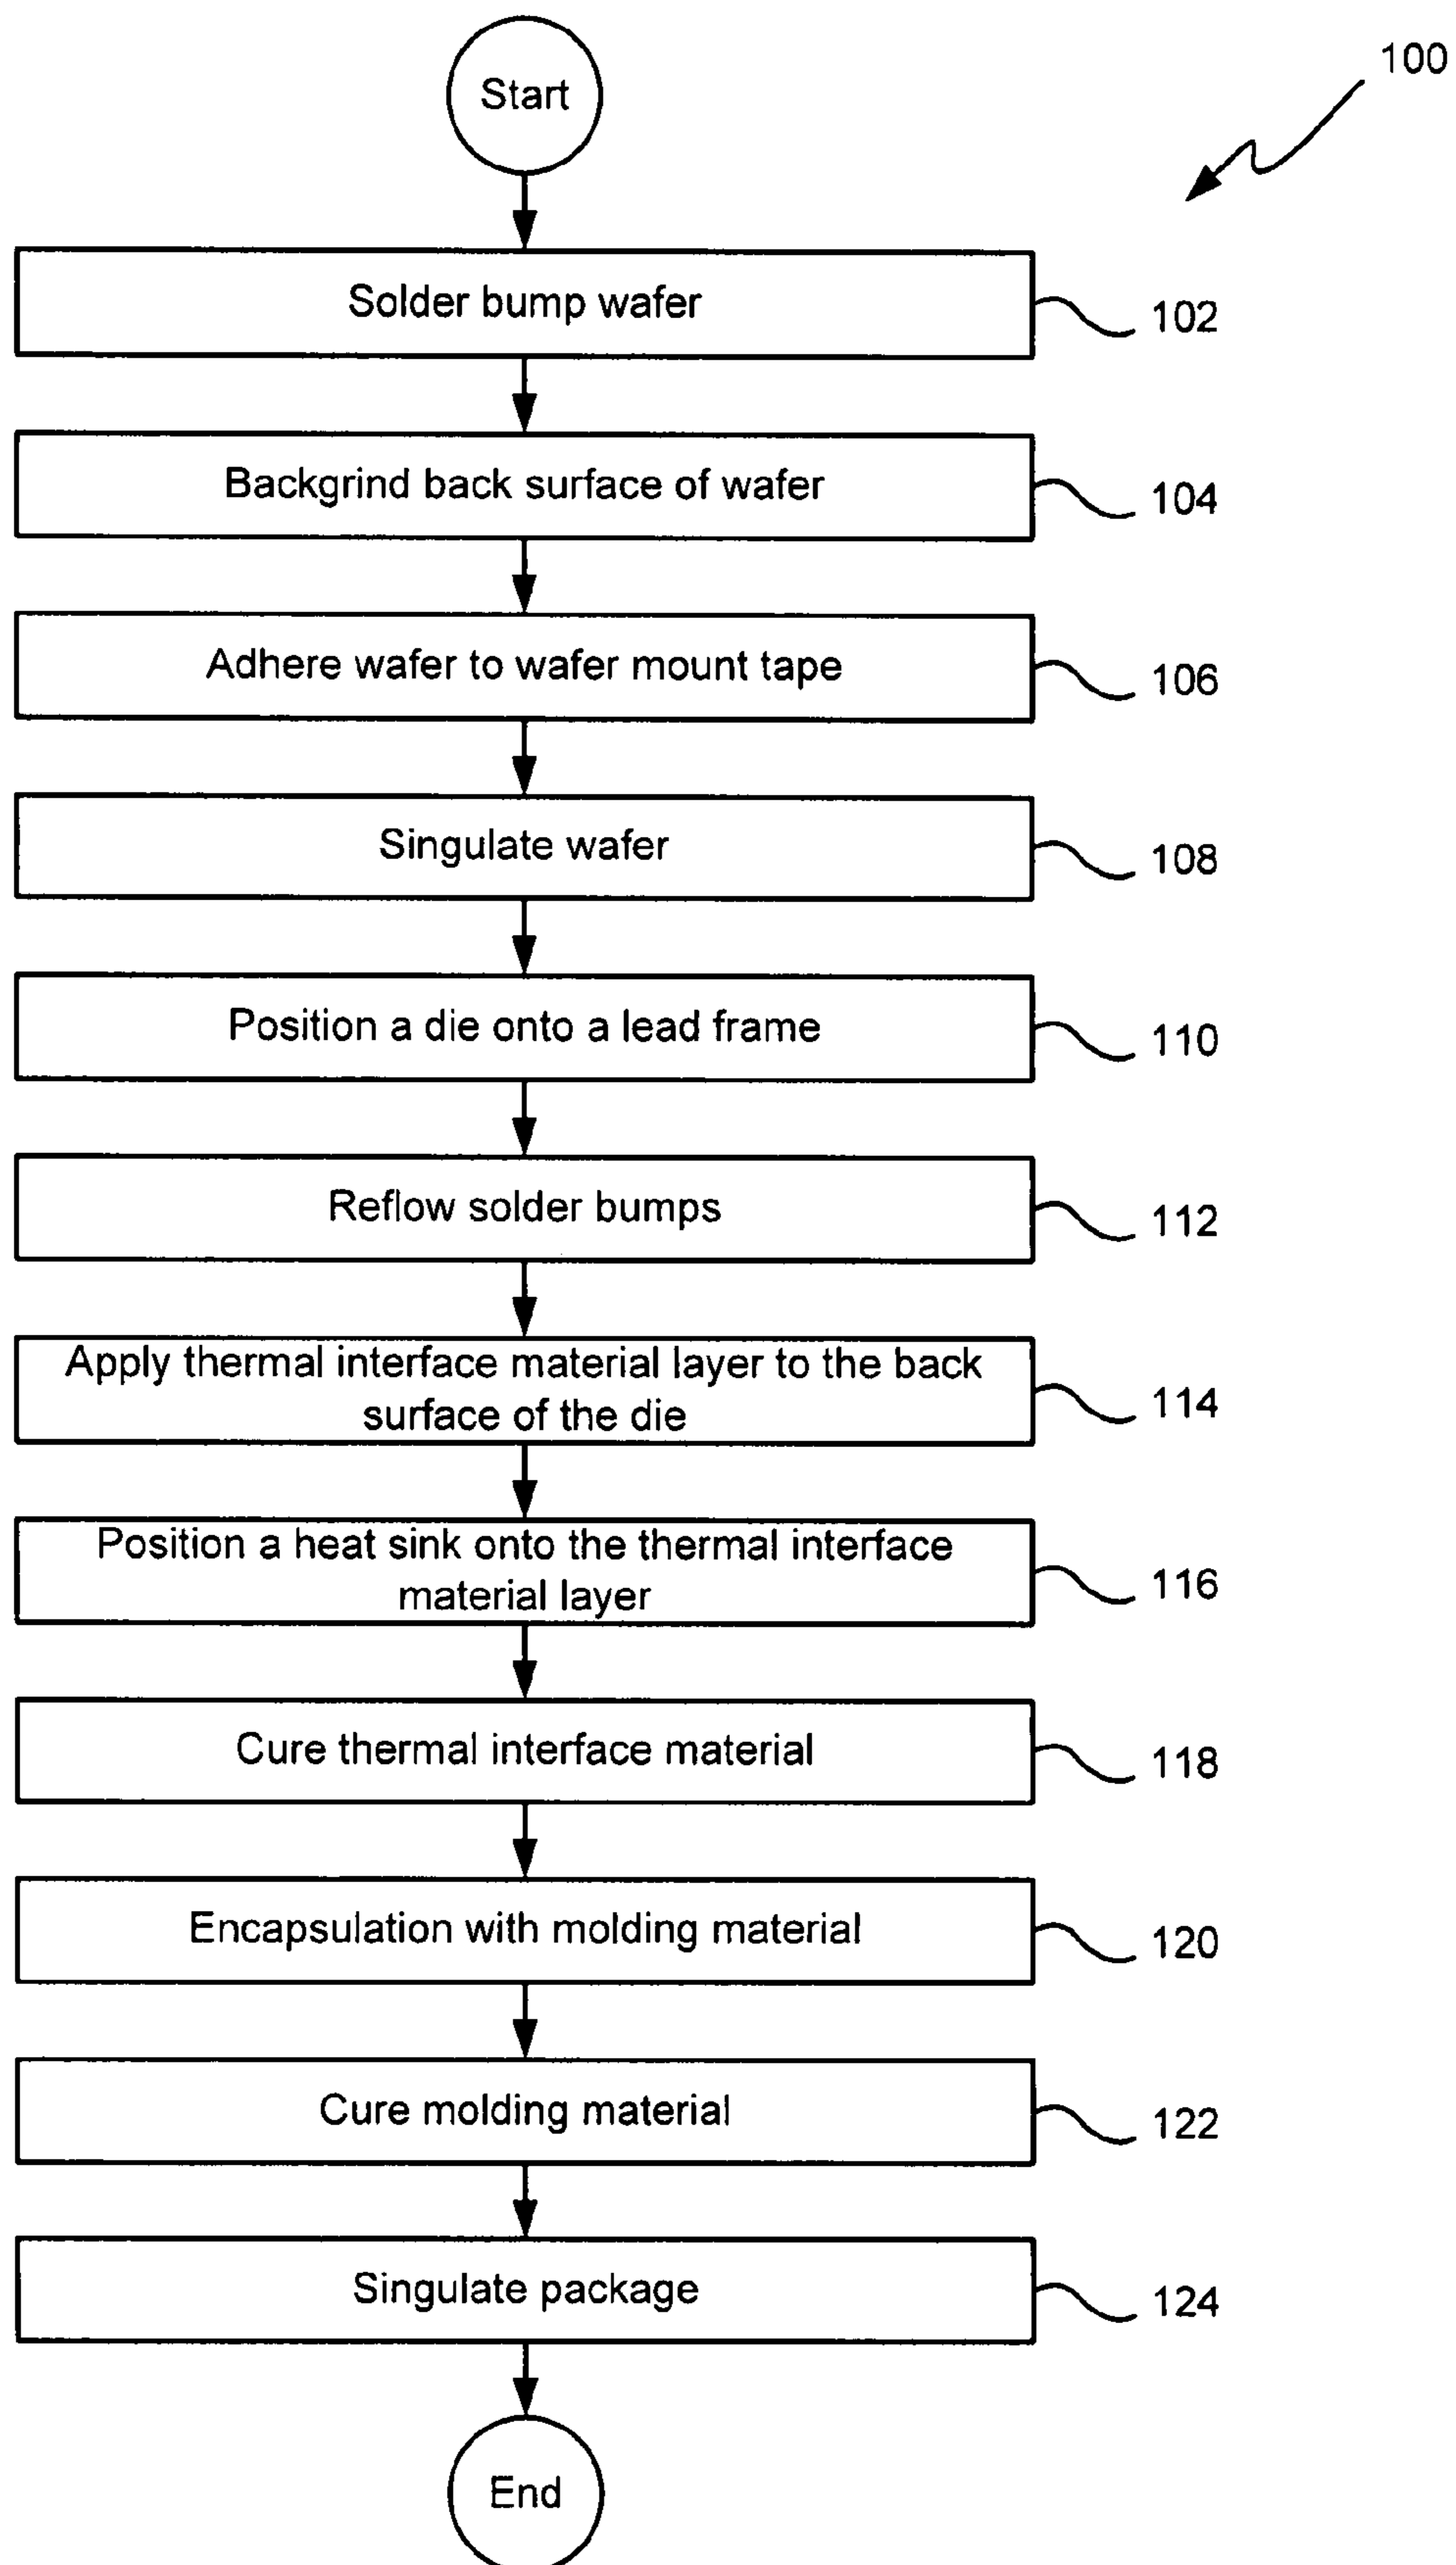 100
Start
Solder bump wafer
102
Backgrind back surface of wafer
104
Adhere wafer to wafer mount tape
106
Singulate wafer
108
Position a die onto a lead frame
110
Reflow solder bumps
112
Apply thermal interface material layer to the back
surface of the die
114
Position a heat sink onto the thermal interface
material layer
116
Cure thermal interface material
118
Encapsulation with molding material
120
Cure molding material
122
Singulate package
124
End